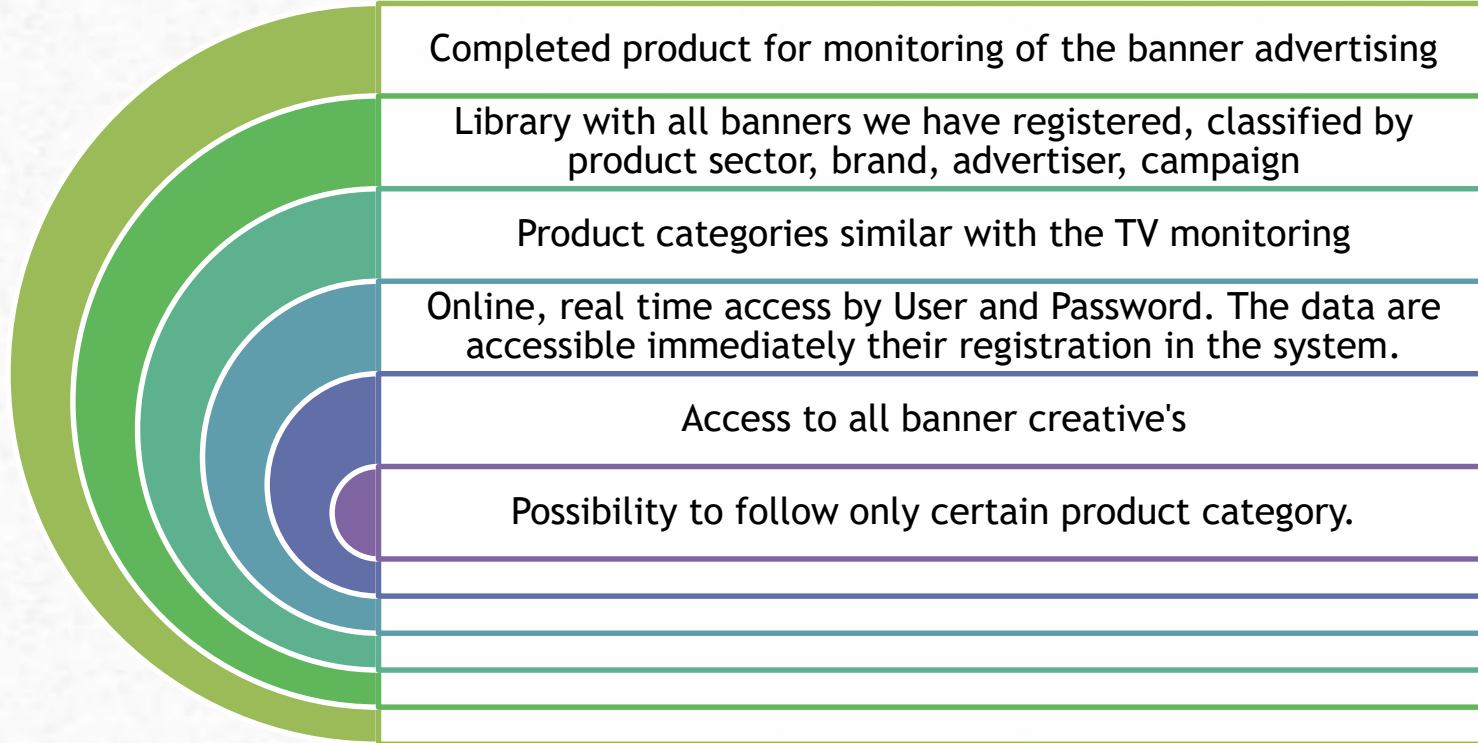 Completed product for monitoring of the banner advertising
Library with all banners we have registered, classified by
product sector, brand, advertiser, campaign
Product categories similar with the TV monitoring
Online, real time access by User and Password. The data are
accessible immediately their registration in the system.
Access to all banner creative's
Possibility to follow only certain product category.